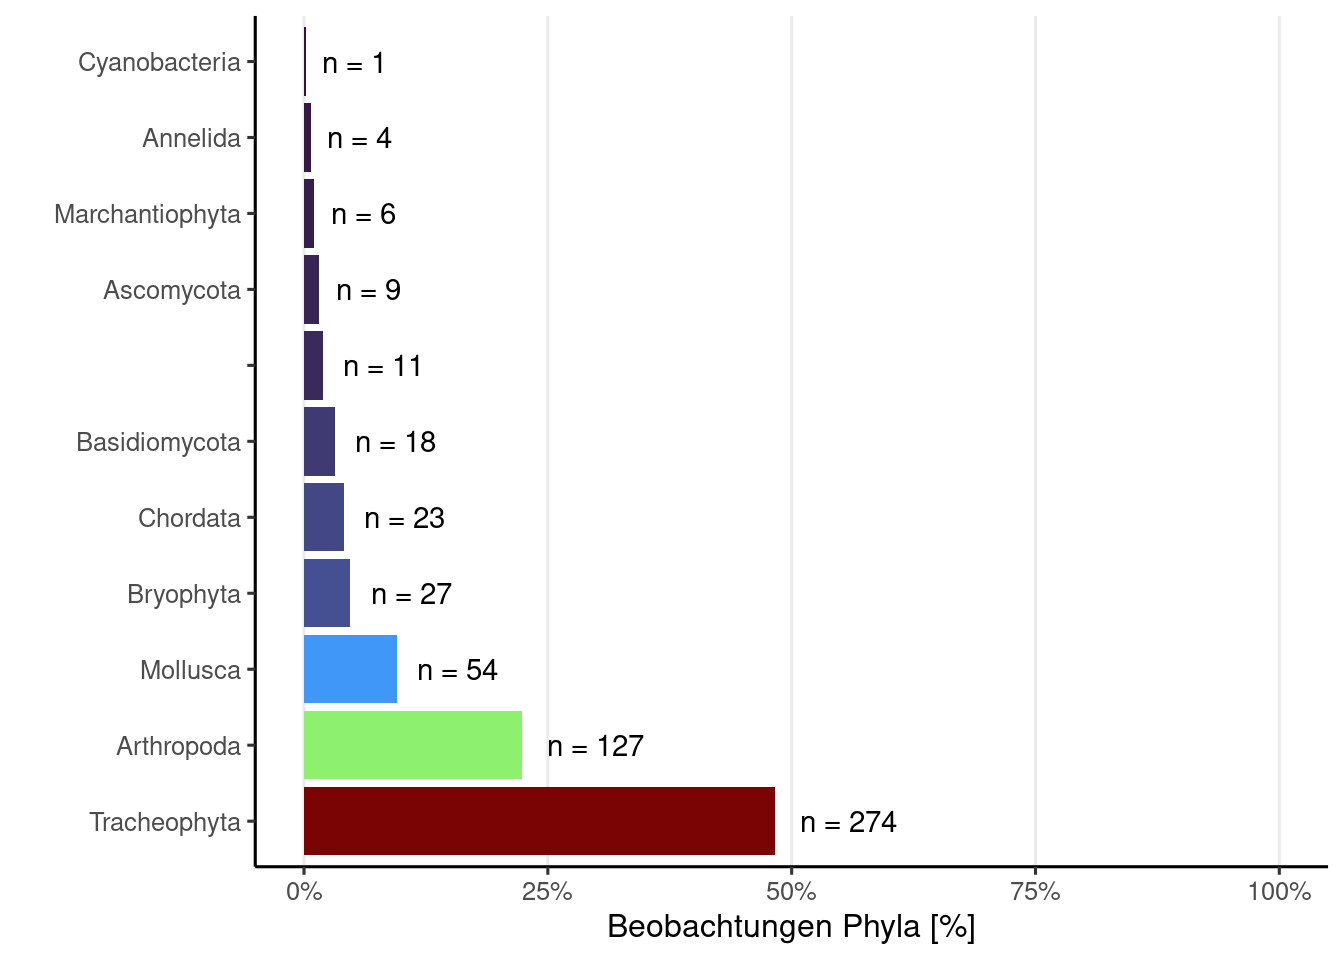 Cyanobacteria n = 1
Annelida n = 4
Marchantiophyta n = 6
Ascomycota n = 9
n = 11
Basidiomycota n = 18
Chordata n = 23
Bryophyta n = 27
Mollusca n = 54
Arthropoda n = 127
Tracheophyta n = 274
0% 25% 50% 75% 100%
Beobachtungen Phyla [%]